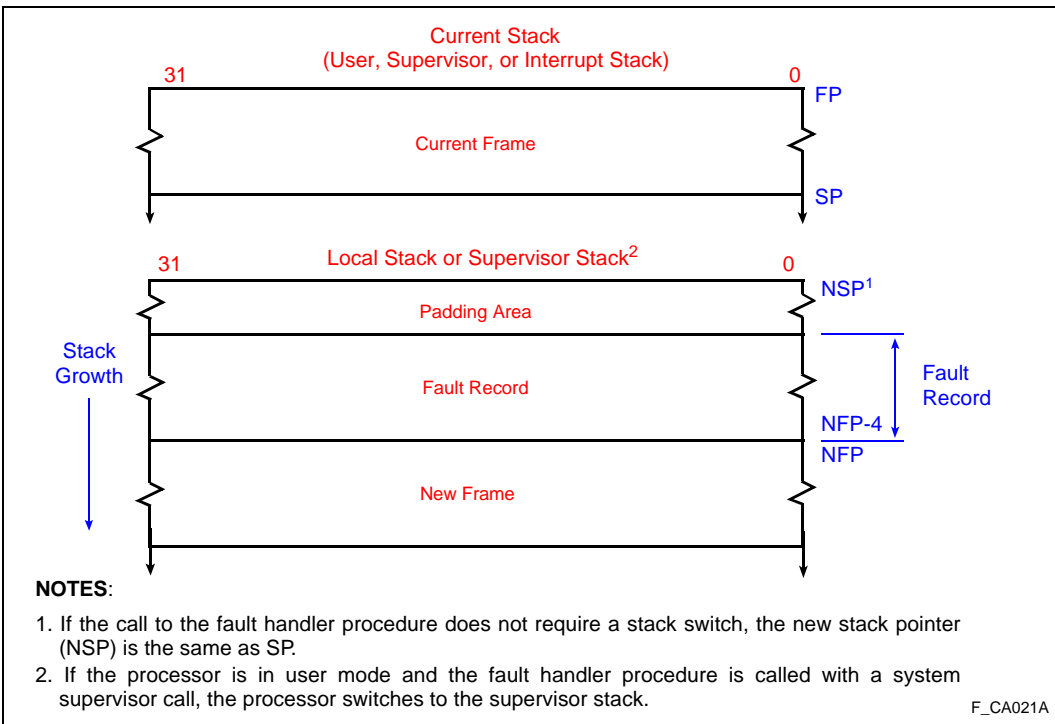 Current Stack
(User, Supervisor, or Interrupt Stack)
31 0
FP
Current Frame
SP
31 Local Stack or Supervisor Stack2 0
NSP1
Padding Area
Stack
Growth
Fault Record
Fault
Record
NFP-4
NFP
New Frame
NOTES:
1. If the call to the fault handler procedure does not require a stack switch, the new stack pointer
(NSP) is the same as SP.
2. If the processor is in user mode and the fault handler procedure is called with a system
supervisor call, the processor switches to the supervisor stack.
F_CA021A